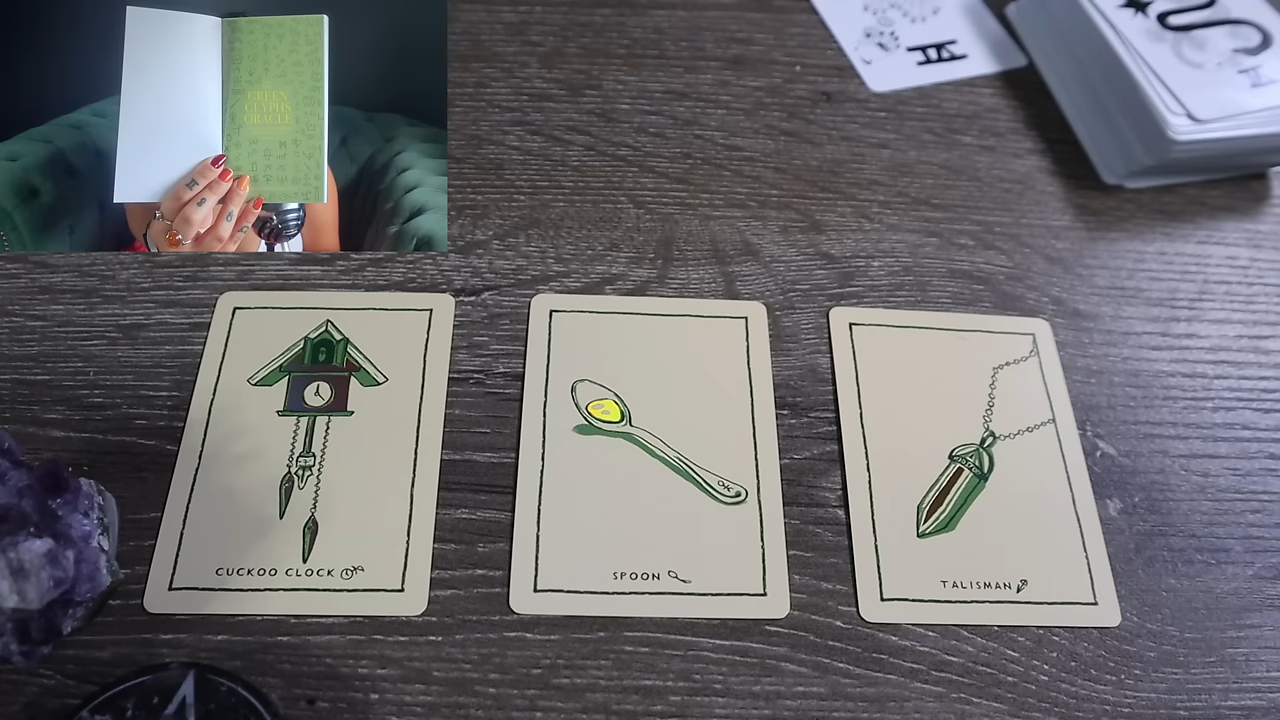 GREEN
GLYPHS
ORACLE
CUCKOO CLOCK
SPOON
TALISMAN